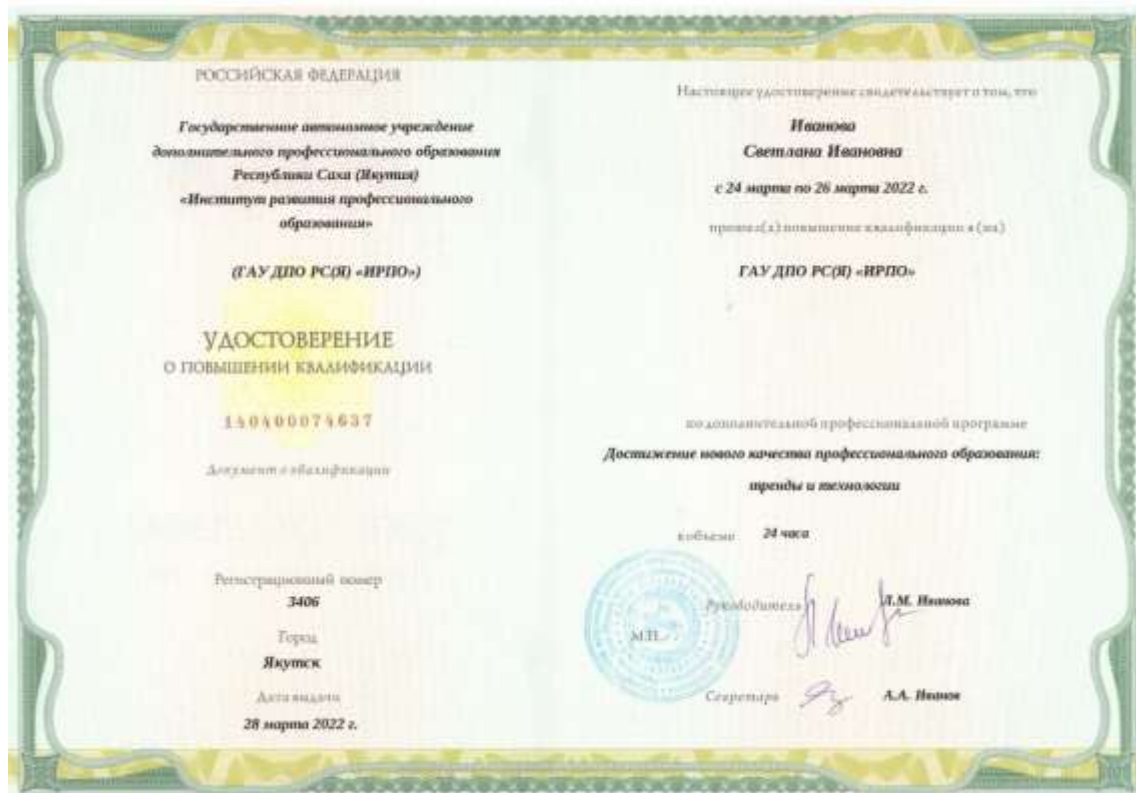 РОССИЙСКАЯ ФЕДЕРАЦИЯ
Государственное автономное учреждение
дополнительного профессионального образования
Республики Саха (Якутия)
«Институт развития профессионального
образования»
(ГАУ ДПО РС(Я) «ИРПО»)
УДОСТОВЕРЕНИЕ
О ПОВЫШЕНИИ КВАЛИФИКАЦИИ
140400074637
Документ о квалификации
Регистрационный номер
3406
Город
Якутск
Дата выдачи
28 марта 2022 г.
Настоящее удостоверение свидетельствует о том, что
Иванова
Светлана Ивановна
с 24 марта по 26 марта 2022 г.
прошел(а) повышение квалификации в (на)
ГАУ ДПО РС(Я) «ИРПО»
по дополнительной профессиональной программе
Достижение нового качества профессионального образования:
тренды и технологии
в объеме 24 часа
Руководитель Л.М. Иванова
М.П.
Секретарь А.А. Иванов